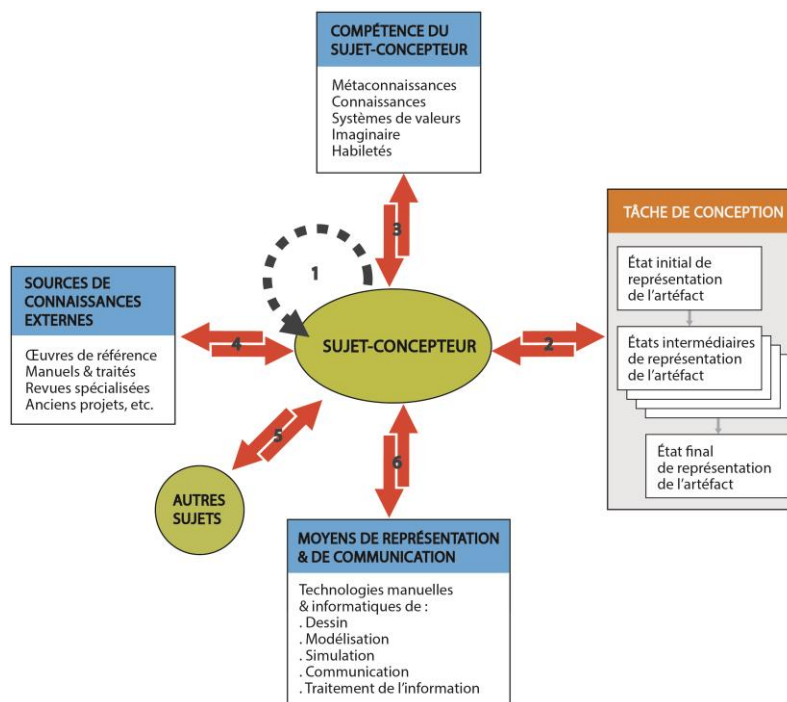 COMPÉTENCE DU
SUJET-CONCEPTEUR
Métaconnaissances
Connaissances
Systèmes de valeurs
Imaginaire
Habiletés
3
TÂCHE DE CONCEPTION
État initial de
représentation
de l'artéfact
États intermédiaires
de représentation
de l'artéfact
État final
de représentation
de l'artéfact
1
SOURCES DE
CONNAISSANCES
EXTERNES
Œuvres de référence
Manuels & traités
Revues spécialisées
Anciens projets, etc.
4
SUJET-CONCEPTEUR
2
5
6
AUTRES
SUJETS
MOYENS DE REPRÉSENTATION
& DE COMMUNICATION
Technologies manuelles
& informatiques de :
. Dessin
. Modélisation
. Simulation
. Communication
. Traitement de l'information